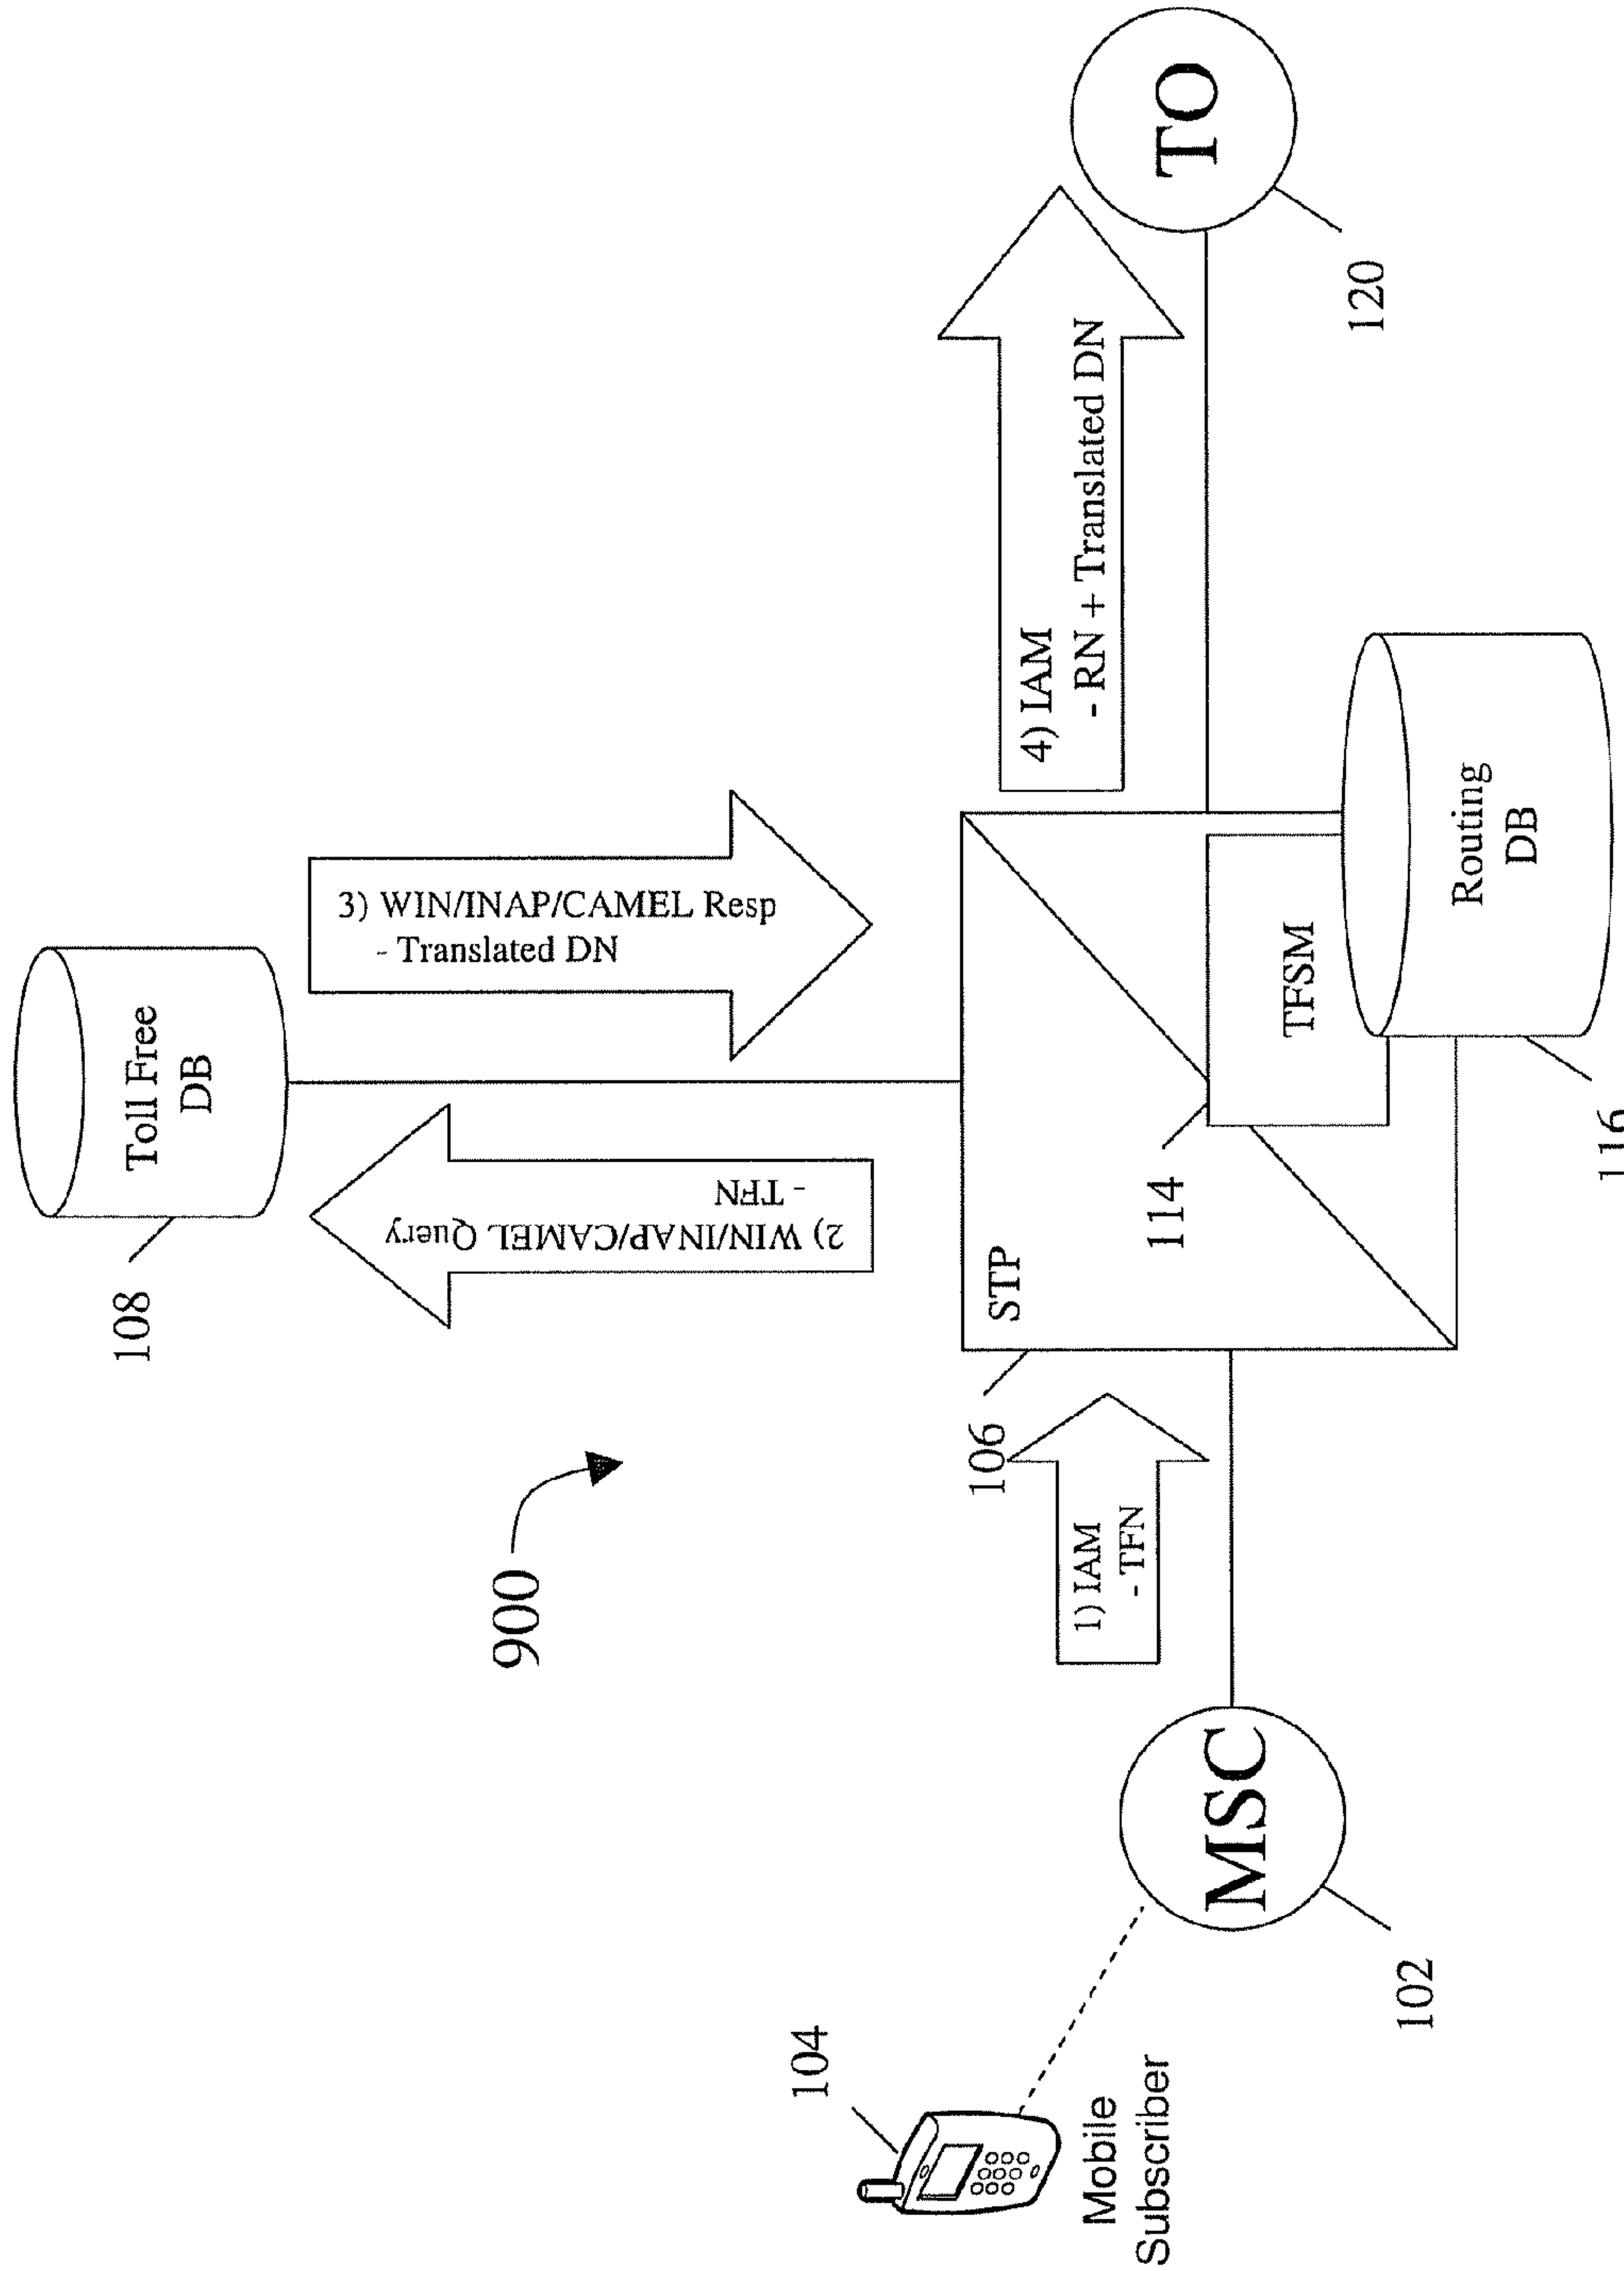 108
Toll Free
DB
900
2) WIN/INAP/CAMEL Query
- TFN
3) WIN/INAP/CAMEL Resp
- Translated DN
104
Mobile
Subscriber
MSC
102
1) IAM
- TFN
106
STP
114
TFSM
Routing
DB
116
4) IAM
- RN + Translated DN
TO
120